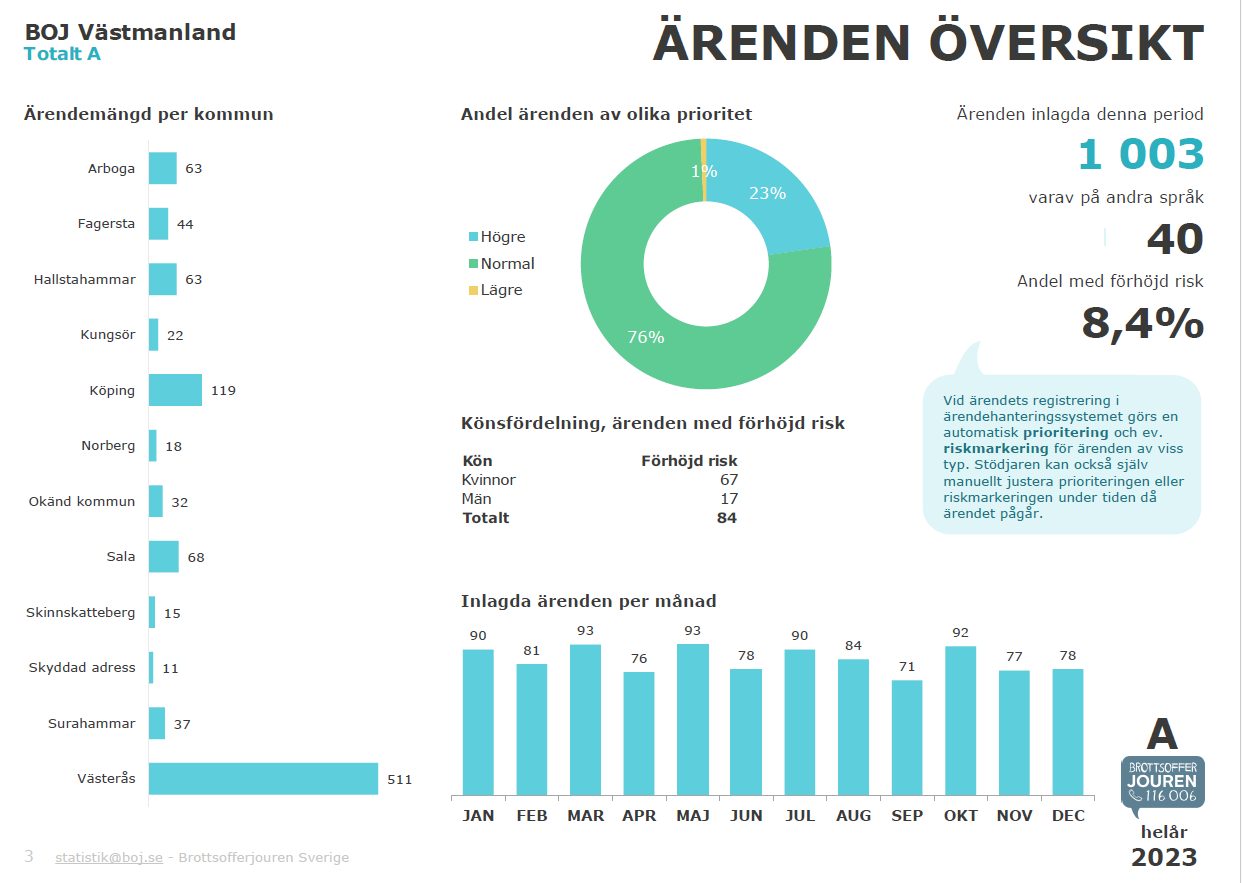 BOJ Västmanland
Totalt A
ÄRENDEN ÖVERSIKT
Ärendemängd per kommun
Arboga 63
Fagersta 44
Hallstahammar 63
Kungsör 22
Köping 119
Norberg 18
Okänd kommun 32
Sala 68
Skinnskatteberg 15
Skyddad adress 11
Surahammar 37
Västerås 511
Andel ärenden av olika prioritet
Högre
Normal
Lägre
1%
23%
76%
Ärenden inlagda denna period
1 003
varav på andra språk
40
Andel med förhöjd risk
8,4%
Vid ärendets registrering i
ärendehanteringssystemet görs en
automatisk prioritering och ev.
riskmarkering för ärenden av viss
typ. Stödjaren kan också själv
manuellt justera prioriteringen eller
riskmarkeringen under tiden då
ärendet pågår.
Könsfördelning, ärenden med förhöjd risk
Kön Förhöjd risk
Kvinnor 67
Män 17
Totalt 84
Inlagda ärenden per månad
90 81 93 76 93 78 90 84 71 92 77 78
JAN FEB MAR APR MAJ JUN JUL AUG SEP OKT NOV DEC
A
BROTTSOFFER
JOUREN
116 006
helår
2023
3 statistik@boj.se - Brottsofferjouren Sverige